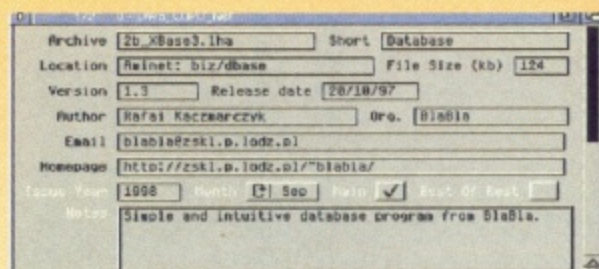 Archive 2b_XBase3.lha Short Database
Location Aminet: biz/dbase File Size (kb) 124
Version 1.3 Release date 20/10/97
Author Rafal Kaczmarczyk Org. BlaBla
Email blabla@zskl.p.lodz.pl
Homepage http://zskl.p.lodz.pl/~blabla/
Issue Year 1998 Month Sep Main Best Of Best
Notes Simple and intuitive database program from BlaBla.